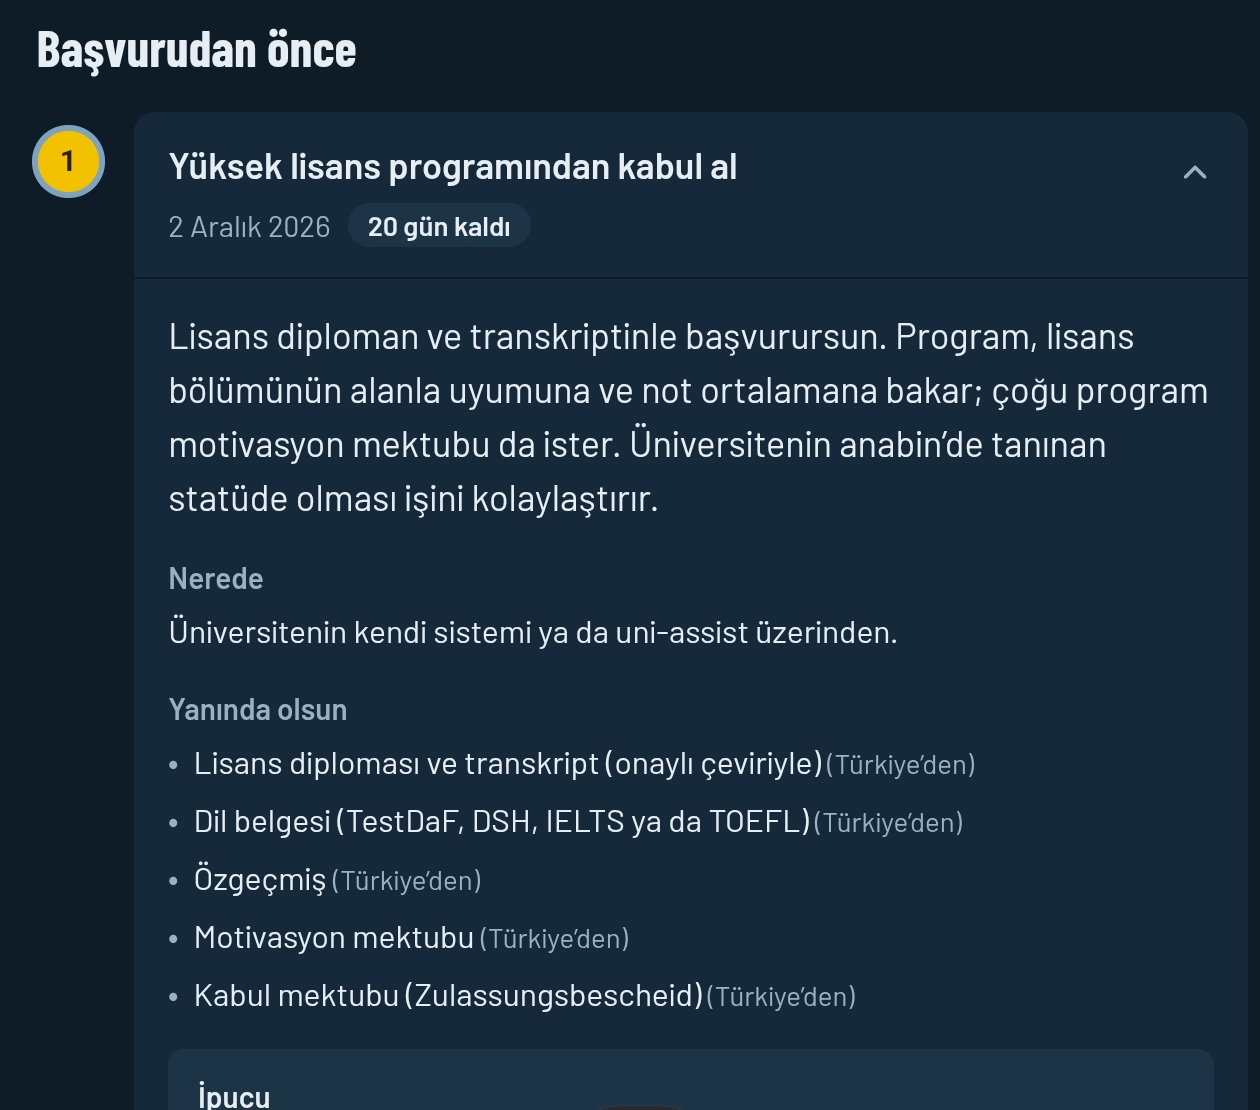 Başvurudan önce
1
Yüksek lisans programından kabul al
2 Aralık 2026 20 gün kaldı
Lisans diploman ve transkriptinle başvurursun. Program, lisans
bölümünün alanla uyumuna ve not ortalamana bakar; çoğu program
motivasyon mektubu da ister. Üniversitenin anabin’de tanınan
statüde olması işini kolaylaştırır.
Nerede
Üniversitenin kendi sistemi ya da uni-assist üzerinden.
Yanında olsun
• Lisans diploması ve transkript (onaylı çeviriyle) (Türkiye’den)
• Dil belgesi (TestDaF, DSH, IELTS ya da TOEFL) (Türkiye’den)
• Özgeçmiş (Türkiye’den)
• Motivasyon mektubu (Türkiye’den)
• Kabul mektubu (Zulassungsbescheid) (Türkiye’den)
İpucu